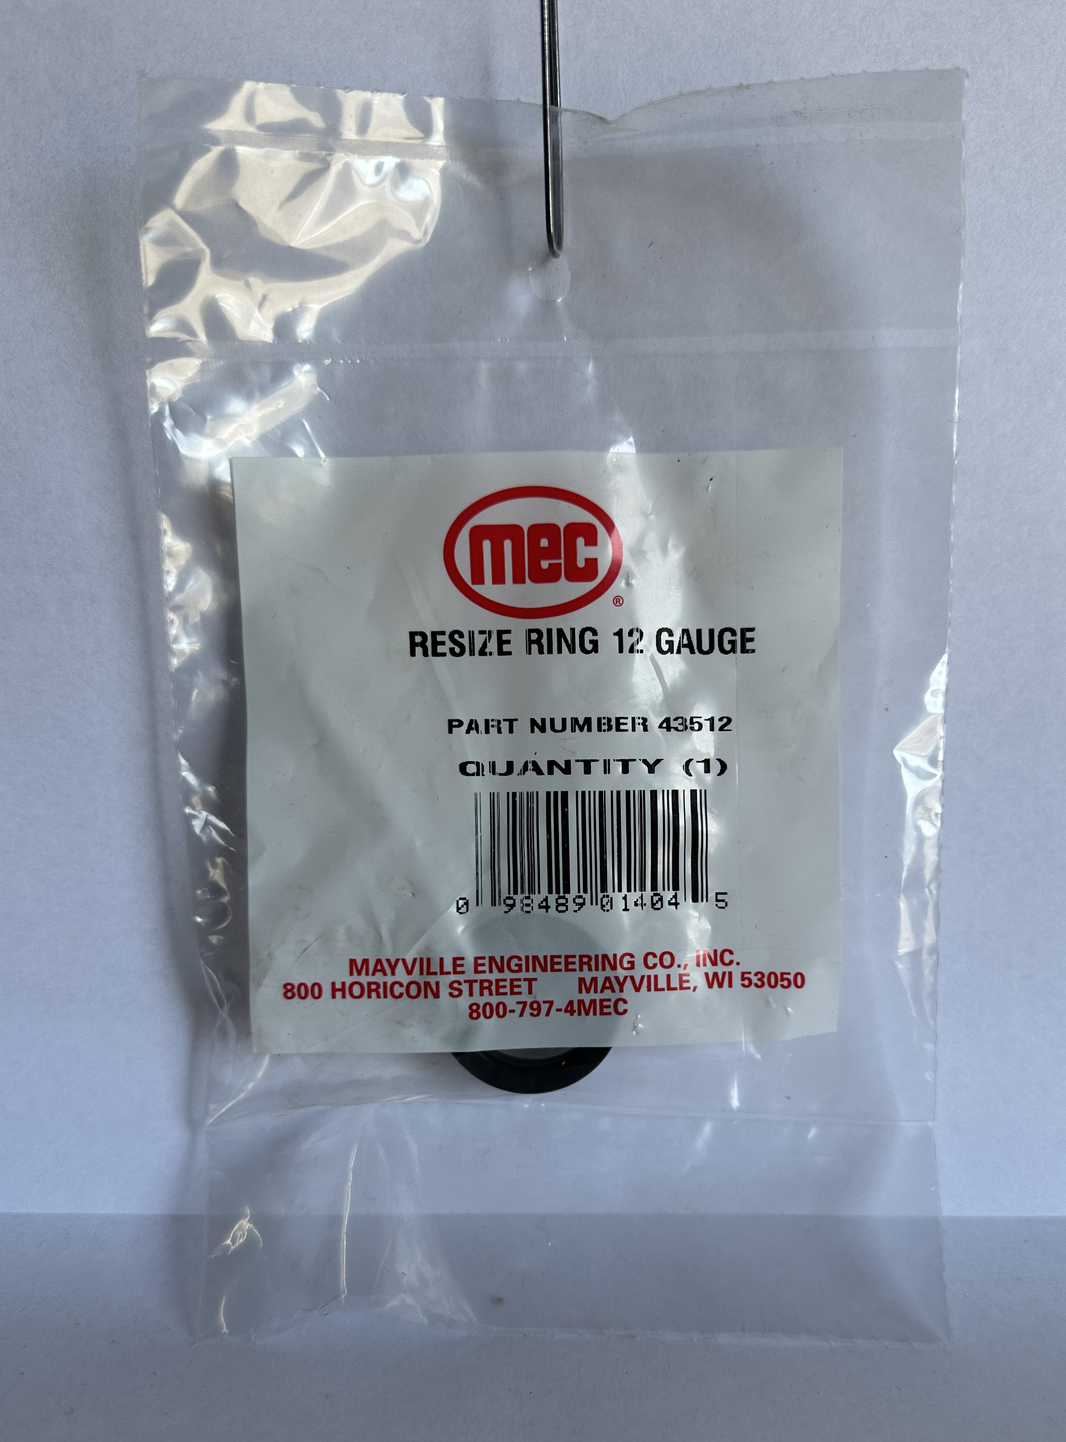 mec
®
RESIZE RING 12 GAUGE
PART NUMBER 43512
QUANTITY (1)
0 98489 01404 5
MAYVILLE ENGINEERING CO., INC.
800 HORICON STREET MAYVILLE, WI 53050
800-797-4MEC